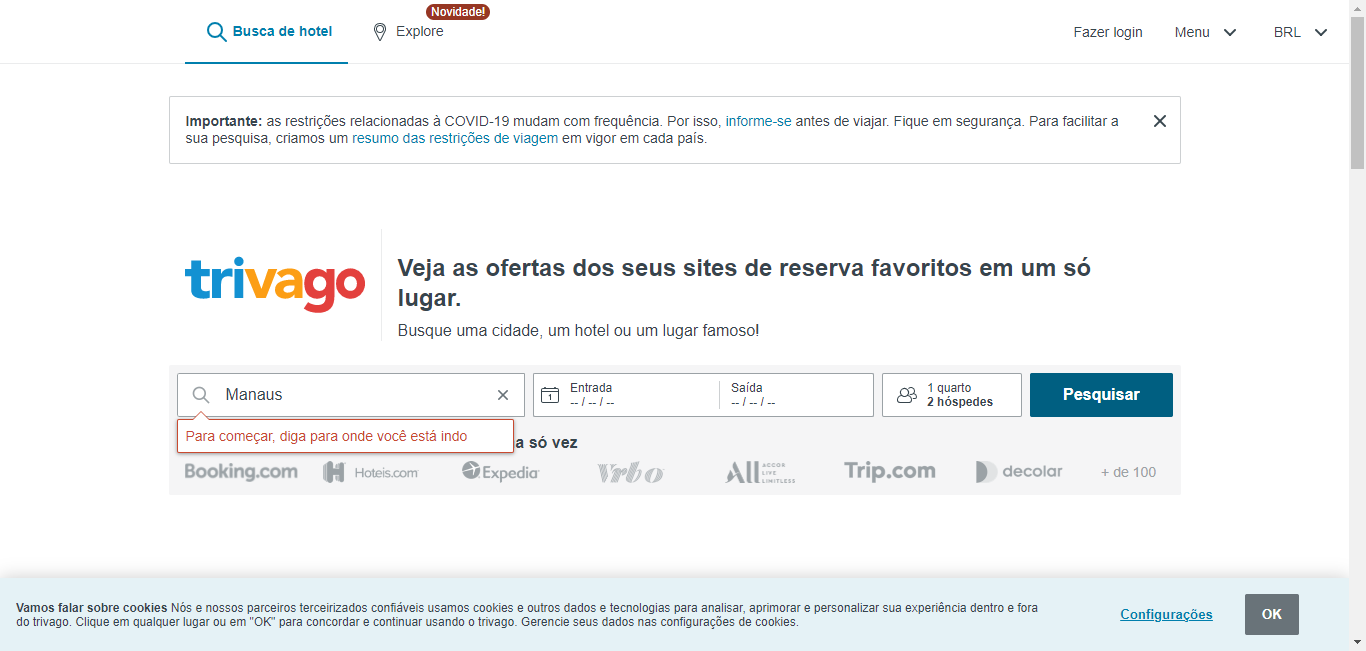 Novidade!
Busca de hotel
Explore
Fazer login
Menu
BRL
Importante: as restrições relacionadas à COVID-19 mudam com frequência. Por isso, informe-se antes de viajar. Fique em segurança. Para facilitar a
sua pesquisa, criamos um resumo das restrições de viagem em vigor em cada país.
trivago
Veja as ofertas dos seus sites de reserva favoritos em um só
lugar.
Busque uma cidade, um hotel ou um lugar famoso!
Manaus
1
Entrada
-- / -- / --
Saída
-- / -- / --
1 quarto
2 hóspedes
Pesquisar
Para começar, diga para onde você está indo
a só vez
Booking.com
H Hoteis.com
Expedia
Vrbo
ALL ACCOR
LIVE
LIMITLESS
Trip.com
decolar
+ de 100
Vamos falar sobre cookies Nós e nossos parceiros terceirizados confiáveis usamos cookies e outros dados e tecnologias para analisar, aprimorar e personalizar sua experiência dentro e fora
do trivago. Clique em qualquer lugar ou em "OK" para concordar e continuar usando o trivago. Gerencie seus dados nas configurações de cookies.
Configurações
OK